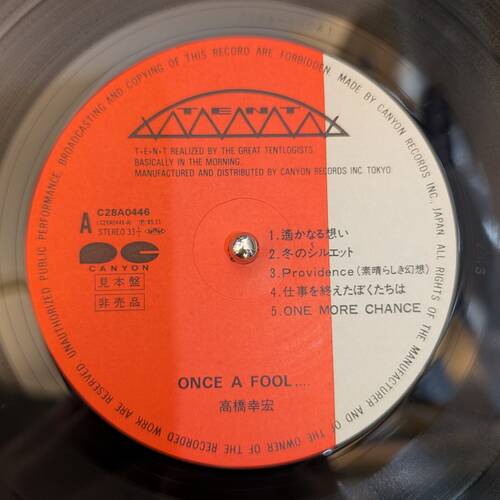 UNAUTHORIZED PUBLIC PERFORMANCE, BROADCASTING AND COPYING OF THIS RECORD ARE FORBIDDEN. MADE BY CANYON RECORDS INC. JAPAN ALL RIGHTS OF THE MANUFACTURER AND OF THE OWNER OF THE RECORDED WORK ARE RESERVED
T·E·N·T
T·E·N·T REALIZED BY THE GREAT TENTLOGISTS.
BASICALLY IN THE MORNING.
MANUFACTURED AND DISTRIBUTED BY CANYON RECORDS INC. TOKYO.
A
C28A0446
STEREO 33⅓
CANYON
見本盤
非売品
1.遙かなる想い
2.冬のシルエット
3.Providence (素晴らしき幻想)
4.仕事を終えたぼくたちは
5.ONE MORE CHANCE
ONCE A FOOL,....
高橋幸宏